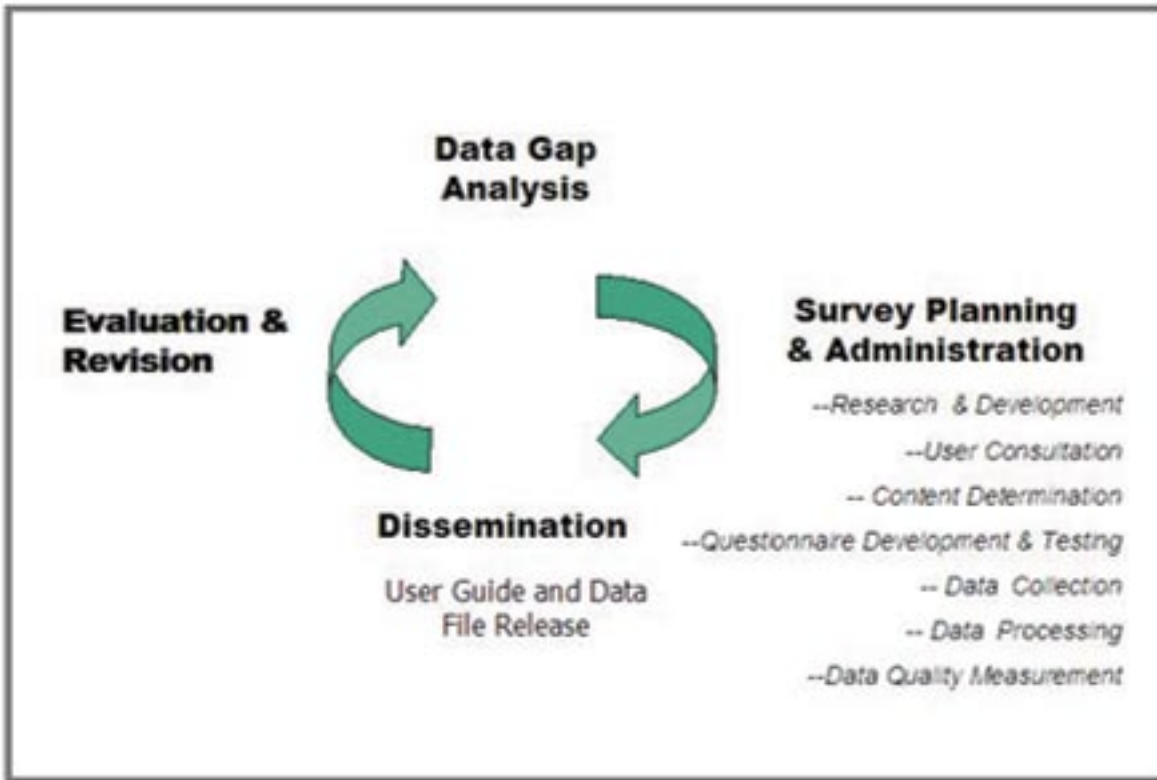 Data Gap
Analysis
Evaluation &
Revision
Survey Planning
& Administration
--Research & Development
--User Consultation
-- Content Determination
--Questionnaire Development & Testing
-- Data Collection
-- Data Processing
--Data Quality Measurement
Dissemination
User Guide and Data
File Release